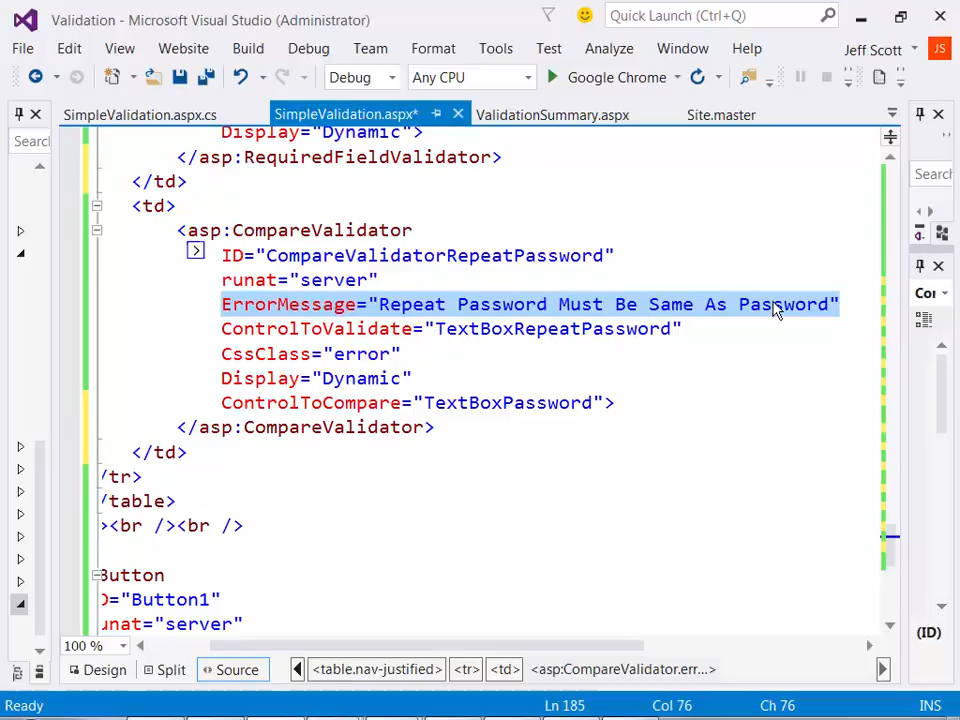 Validation - Microsoft Visual Studio (Administrator)
Quick Launch (Ctrl+Q)
File Edit View Website Build Debug Team Format Tools Test Analyze Window Help Jeff Scott JS
Debug Any CPU Google Chrome
SimpleValidation.aspx.cs SimpleValidation.aspx* ValidationSummary.aspx Site.master
Searc
Search
Display="Dynamic">
</asp:RequiredFieldValidator>
</td>
<td>
<asp:CompareValidator
ID="CompareValidatorRepeatPassword"
runat="server"
ErrorMessage="Repeat Password Must Be Same As Password"
ControlToValidate="TextBoxRepeatPassword"
CssClass="error"
Display="Dynamic"
ControlToCompare="TextBoxPassword">
</asp:CompareValidator>
</td>
/tr>
/table>
><br /><br />
Button
D="Button1"
unat="server"
Cor
(ID)
100 %
Design Split Source <table.nav-justified> <tr> <td> <asp:CompareValidator.err...>
Ready Ln 185 Col 76 Ch 76 INS